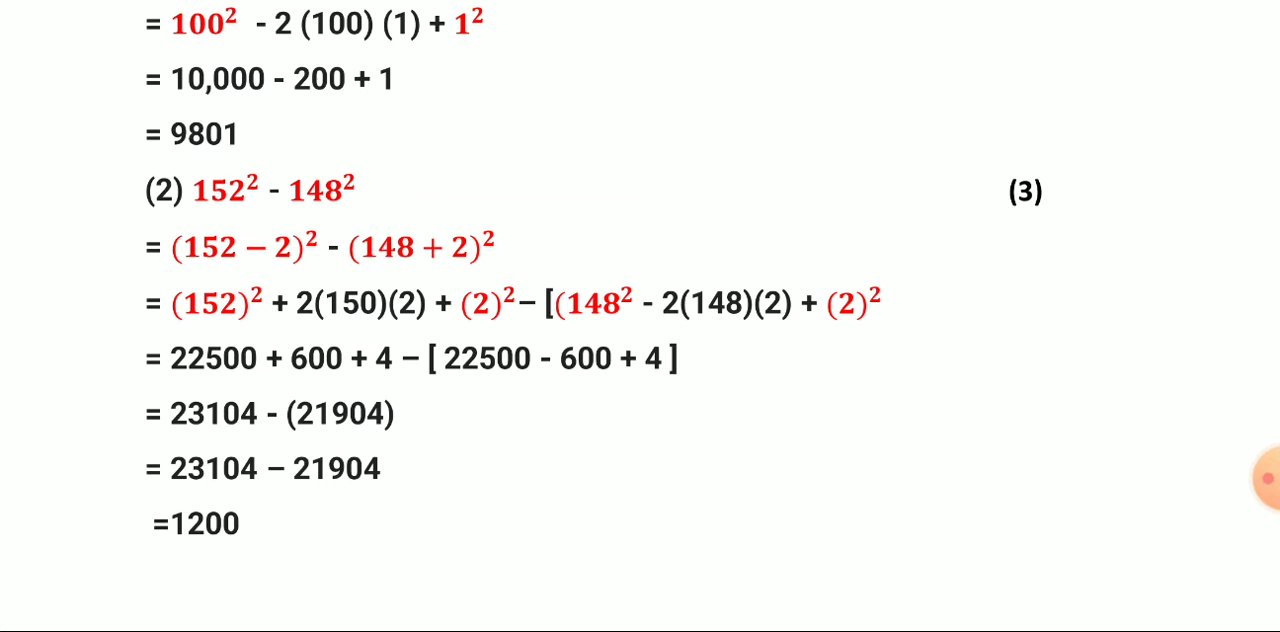 = 100² - 2 (100) (1) + 1²
= 10,000 - 200 + 1
= 9801
(2) 152² - 148² (3)
= (152 − 2)² - (148 + 2)²
= (152)² + 2(150)(2) + (2)² – [(148² - 2(148)(2) + (2)²
= 22500 + 600 + 4 – [ 22500 - 600 + 4 ]
= 23104 - (21904)
= 23104 – 21904
=1200